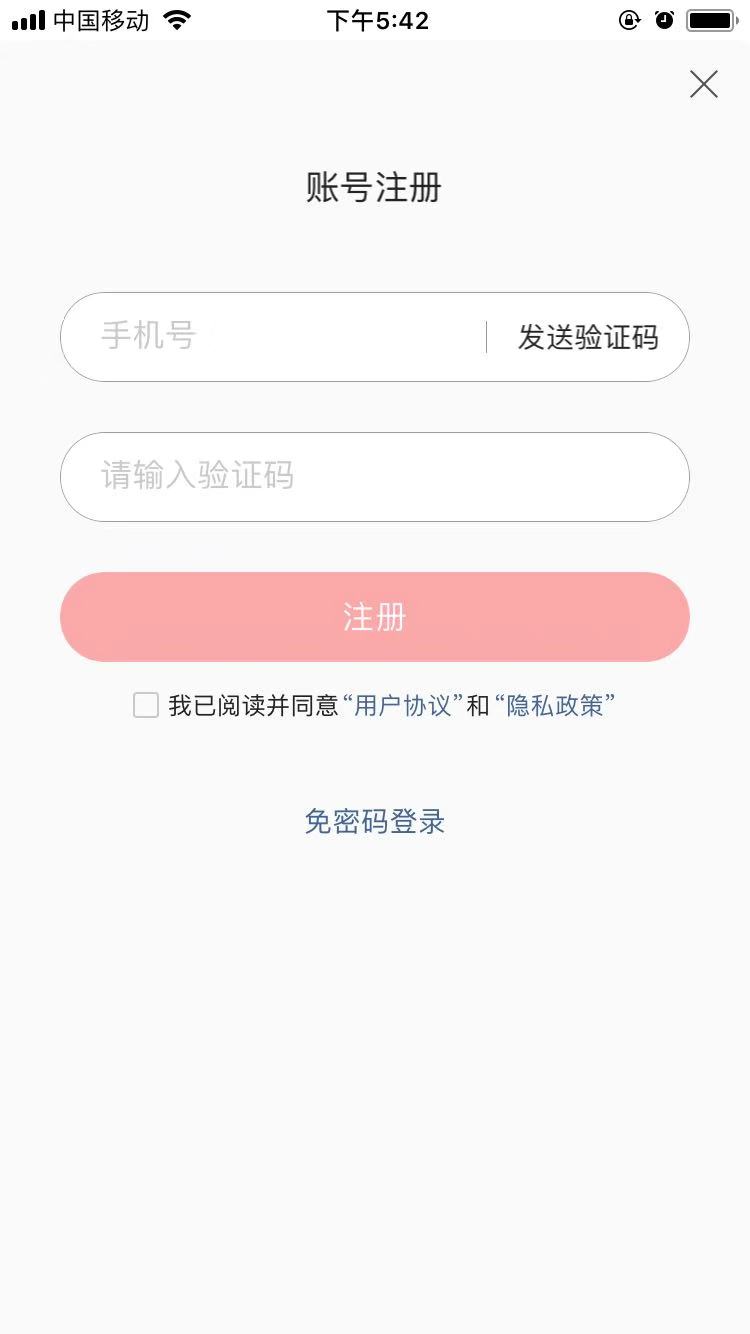 中国移动 下午5:42
账号注册
手机号 发送验证码
请输入验证码
注册
我已阅读并同意“用户协议”和“隐私政策”
免密码登录